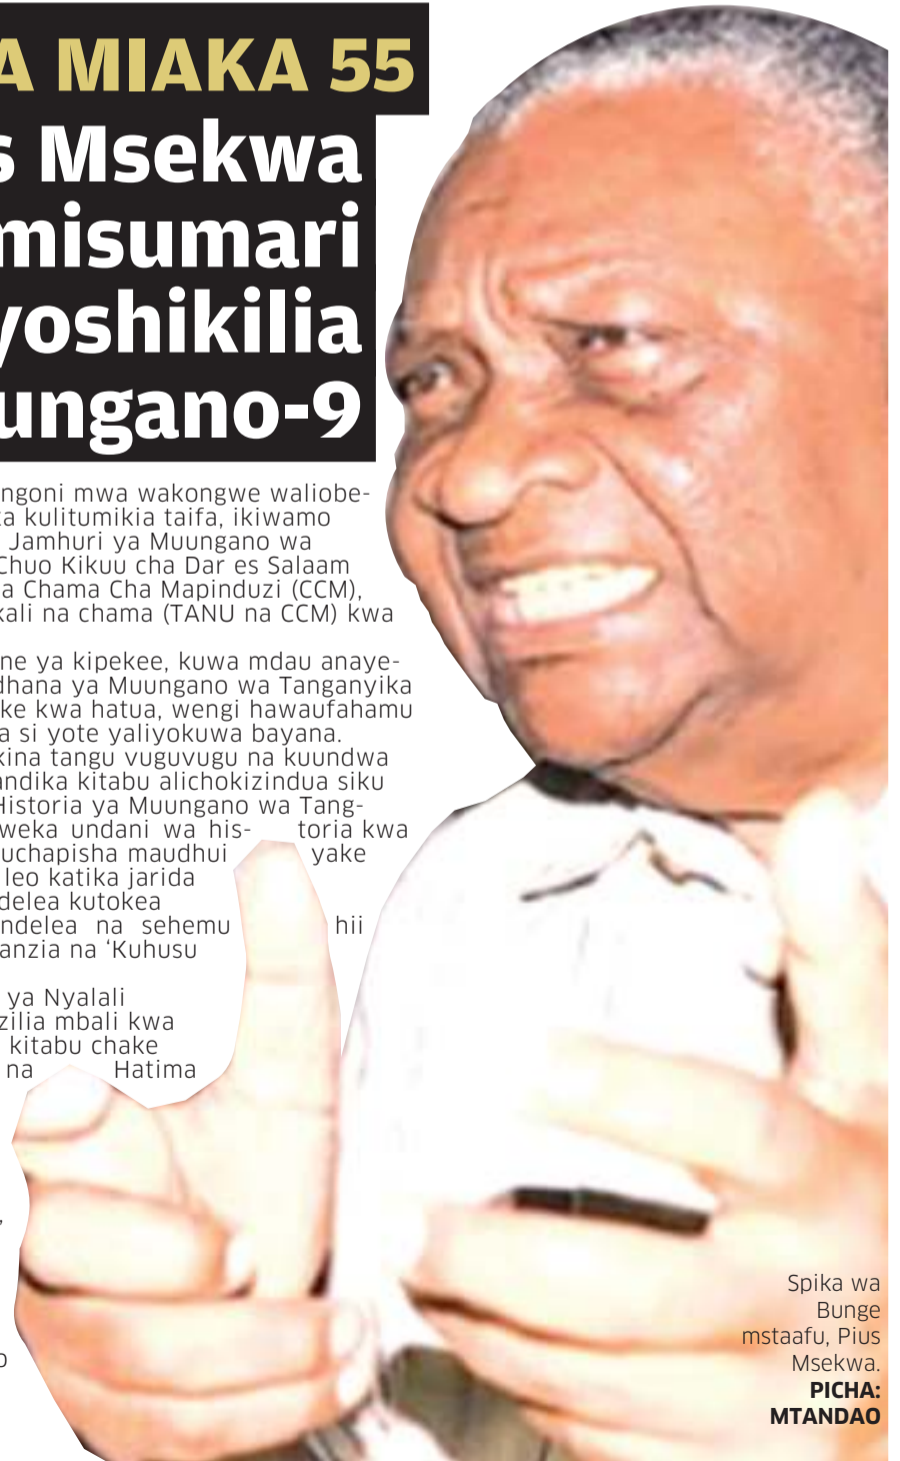 A MIAKA 55
s Msekwa
misumari
yoshikilia
ungano-9
ngoni mwa wakongwe waliobe-
ka kulitumikia taifa, ikiwamo
Jamhuri ya Muungano wa
Chuo Kikuu cha Dar es Salaam
a Chama Cha Mapinduzi (CCM),
kali na chama (TANU na CCM) kwa
ne ya kipekee, kuwa mdau anaye-
dhana ya Muungano wa Tanganyika
ke kwa hatua, wengi hawaufahamu
a si yote yaliyokuwa bayana.
kina tangu vuguvugu na kuundwa
andika kitabu alichokizindua siku
Historia ya Muungano wa Tang-
weka undani wa his- toria kwa
uchapisha maudhui yake
leo katika jarida
delea kutokea
ndelea na sehemu hii
anzia na ‘Kuhusu
ya Nyalali
zilia mbali kwa
kitabu chake
na Hatima
,
o
Spika wa
Bunge
mstaafu, Pius
Msekwa.
PICHA:
MTANDAO